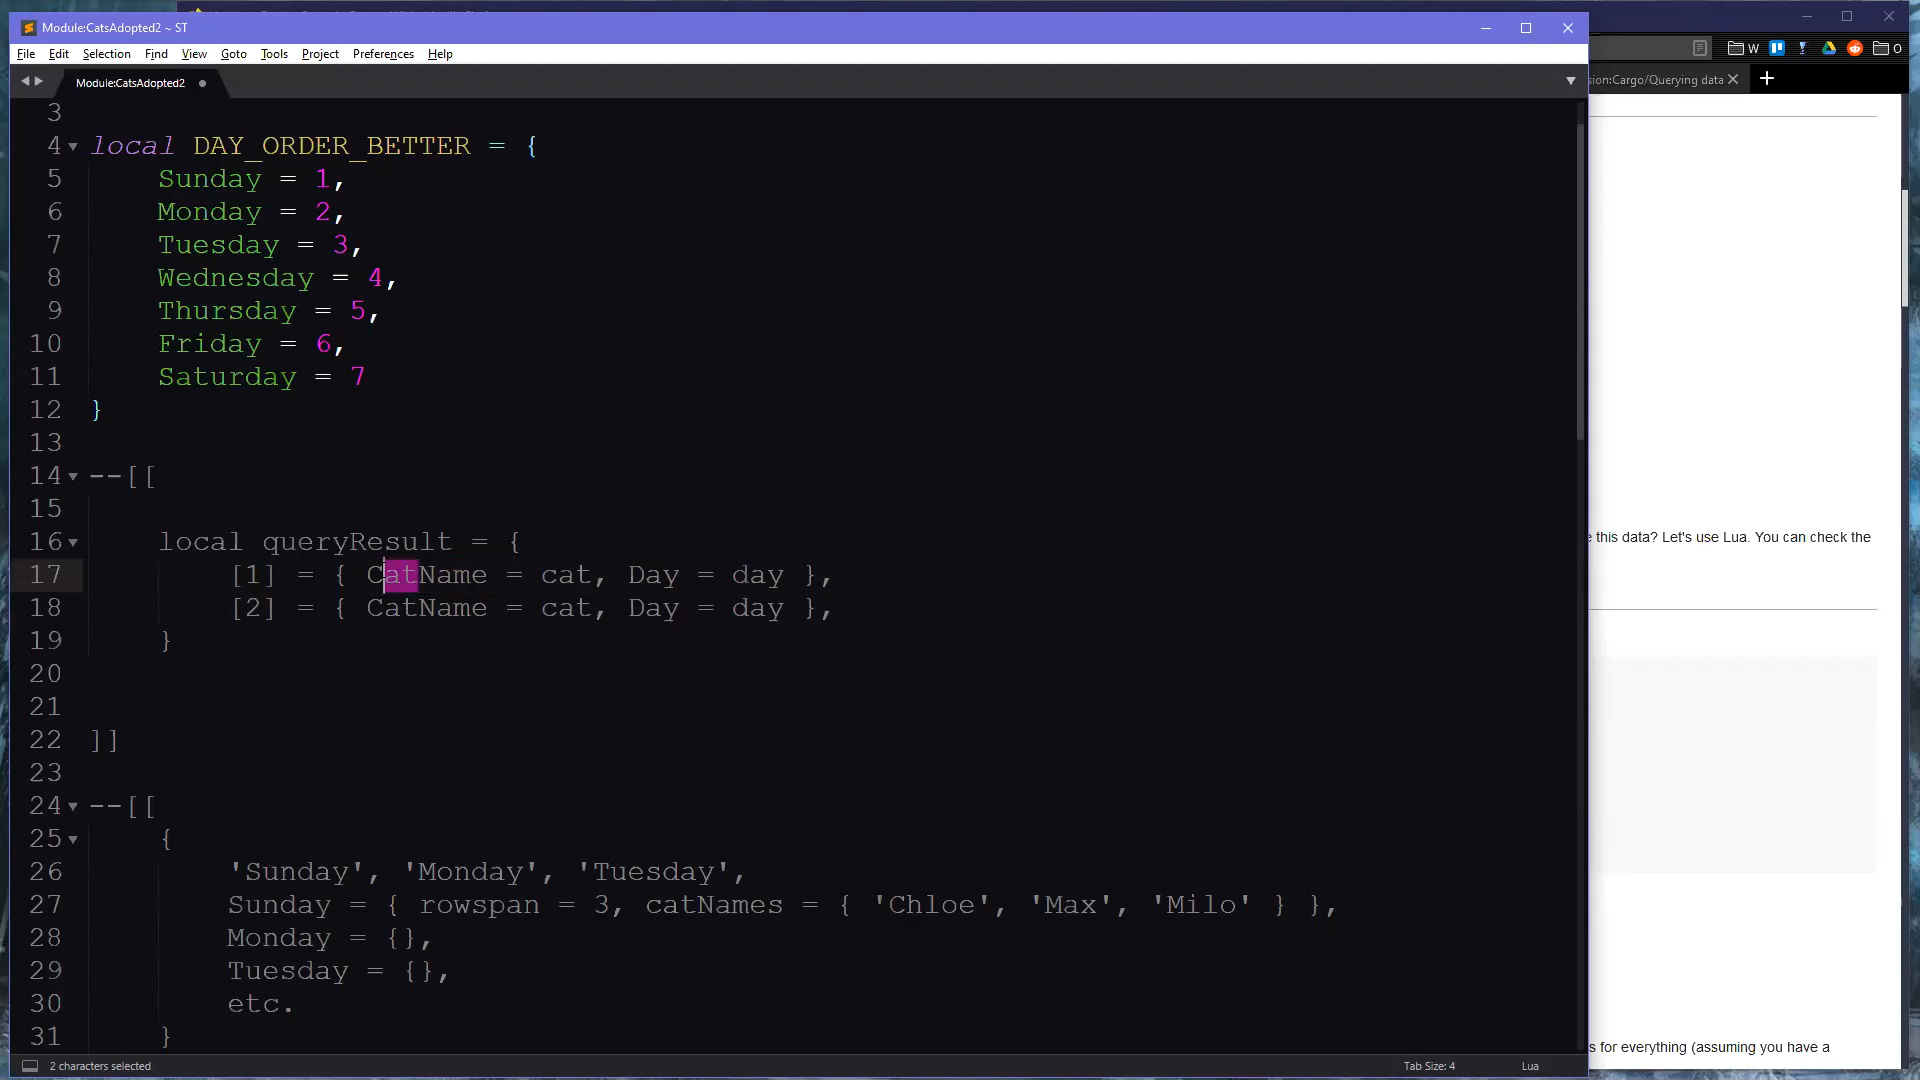 Module:CatsAdopted2 ~ ST
File Edit Selection Find View Goto Tools Project Preferences Help
Module:CatsAdopted2
3
4 local DAY_ORDER_BETTER = {
5 Sunday = 1,
6 Monday = 2,
7 Tuesday = 3,
8 Wednesday = 4,
9 Thursday = 5,
10 Friday = 6,
11 Saturday = 7
12 }
13
14 --[[
15
16 local queryResult = {
17 [1] = { CatName = cat, Day = day },
18 [2] = { CatName = cat, Day = day },
19 }
20
21
22 ]]
23
24 --[[
25 {
26 'Sunday', 'Monday', 'Tuesday',
27 Sunday = { rowspan = 3, catNames = { 'Chloe', 'Max', 'Milo' } },
28 Monday = {},
29 Tuesday = {},
30 etc.
31 }
2 characters selected
Tab Size: 4
Lua
W
O
sion:Cargo/Querying data
e this data? Let's use Lua. You can check the
s for everything (assuming you have a